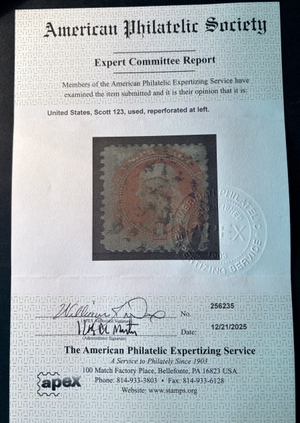 American Philatelic Society
Expert Committee Report
Members of the American Philatelic Expertizing Service have
examined the item submitted and it is their opinion that it is:
United States, Scott 123, used, reperforated at left.
No. 256235
(Administrative Signature)
Date: 12/21/2025
The American Philatelic Expertizing Service
A Service to Philately Since 1903
100 Match Factory Place, Bellefonte, PA 16823 USA
Phone: 814-933-3803 • Fax: 814-933-6128
Website: www.stamps.org
apex